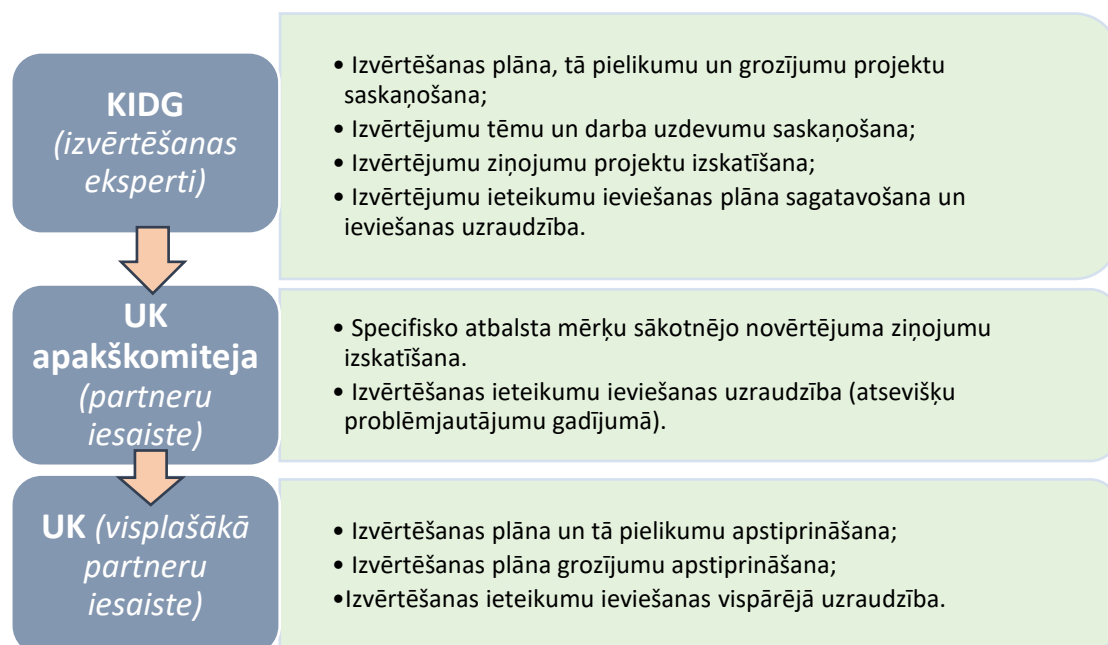 KIDG
(izvērtēšanas
eksperti)
• Izvērtēšanas plāna, tā pielikumu un grozījumu projektu
saskaņošana;
• Izvērtējumu tēmu un darba uzdevumu saskaņošana;
• Izvērtējumu ziņojumu projektu izskatīšana;
• Izvērtējumu ieteikumu ieviešanas plāna sagatavošana un
ieviešanas uzraudzība.
UK
apakškomiteja
(partneru
iesaiste)
• Specifisko atbalsta mērķu sākotnējo novērtējuma ziņojumu
izskatīšana.
• Izvērtēšanas ieteikumu ieviešanas uzraudzība (atsevišķu
problēmjautājumu gadījumā).
UK (visplašākā
partneru
iesaiste)
• Izvērtēšanas plāna un tā pielikumu apstiprināšana;
• Izvērtēšanas plāna grozījumu apstiprināšana;
•Izvērtēšanas ieteikumu ieviešanas vispārējā uzraudzība.